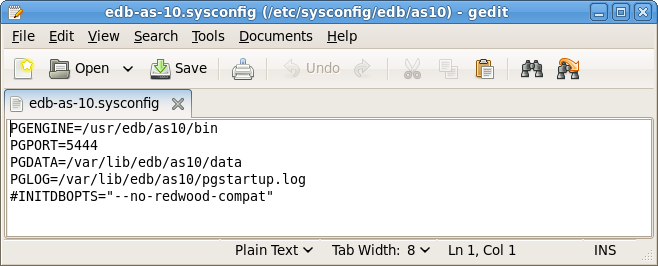 edb-as-10.sysconfig (/etc/sysconfig/edb/as10) - gedit
File Edit View Search Tools Documents Help
Open Save Undo
edb-as-10.sysconfig
PGENGINE=/usr/edb/as10/bin
PGPORT=5444
PGDATA=/var/lib/edb/as10/data
PGLOG=/var/lib/edb/as10/pgstartup.log
#INITDBOPTS="--no-redwood-compat"
Plain Text Tab Width: 8 Ln 1, Col 1 INS